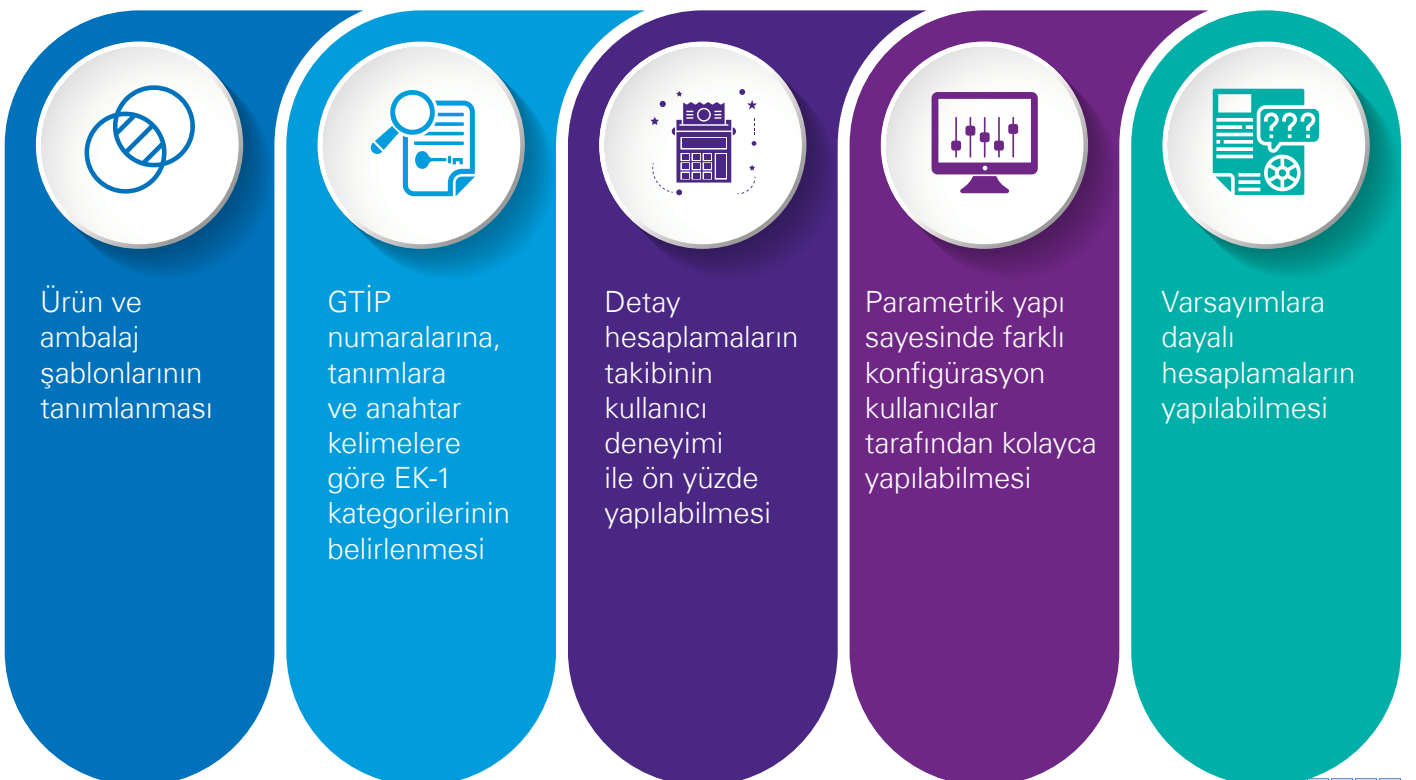 ???
Ürün ve
ambalaj
şablonlarının
tanımlanması
GTİP
numaralarına,
tanımlara
ve anahtar
kelimelere
göre EK-1
kategorilerinin
belirlenmesi
Detay
hesaplamaların
takibinin
kullanıcı
deneyimi
ile ön yüzde
yapılabilmesi
Parametrik yapı
sayesinde farklı
konfigürasyon
kullanıcılar
tarafından kolayca
yapılabilmesi
Varsayımlara
dayalı
hesaplamaların
yapılabilmesi